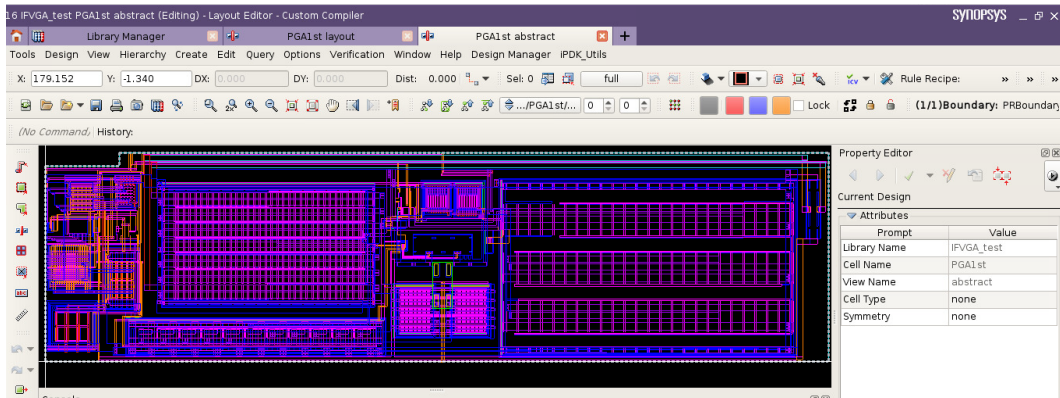 16 IFVGA_test PGA1st abstract (Editing) - Layout Editor - Custom Compiler
SYNOPSYS
Library Manager
PGA1st layout
PGA1st abstract
Tools Design View Hierarchy Create Edit Query Options Verification Window Help Design Manager iPDK_Utils
X: 179.152 Y: -1.340 DX: 0.000 DY: 0.000 Dist: 0.000 Sel: 0 full ICV Rule Recipe: » » »
.../PGA1st/... 0 0 Lock (1/1)Boundary: PRBoundary
(No Command) History:
Property Editor
Current Design
Attributes
Prompt Value
Library Name IFVGA_test
Cell Name PGA1st
View Name abstract
Cell Type none
Symmetry none
abc